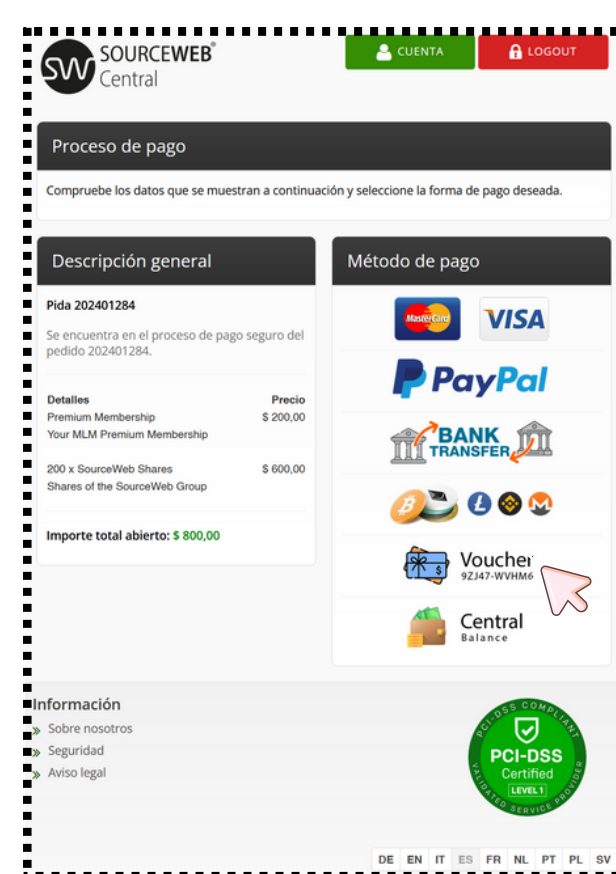 SW SOURCEWEB®
Central
CUENTA
LOGOUT
Proceso de pago
Compruebe los datos que se muestran a continuación y seleccione la forma de pago deseada.
Descripción general
Pida 202401284
Se encuentra en el proceso de pago seguro del
pedido 202401284.
Detalles Precio
Premium Membership $ 200,00
Your MLM Premium Membership
200 x SourceWeb Shares $ 600,00
Shares of the SourceWeb Group
Importe total abierto: $ 800,00
Método de pago
MasterCard VISA
PayPal
BANK
TRANSFER
Voucher
9ZJ47-WVHM6
Central
Balance
Información
Sobre nosotros
Seguridad
Aviso legal
PCI-DSS COMPLIANT
PCI-DSS
Certified
LEVEL 1
VALIDATED SERVICE PROVIDER
DE EN IT ES FR NL PT PL SV